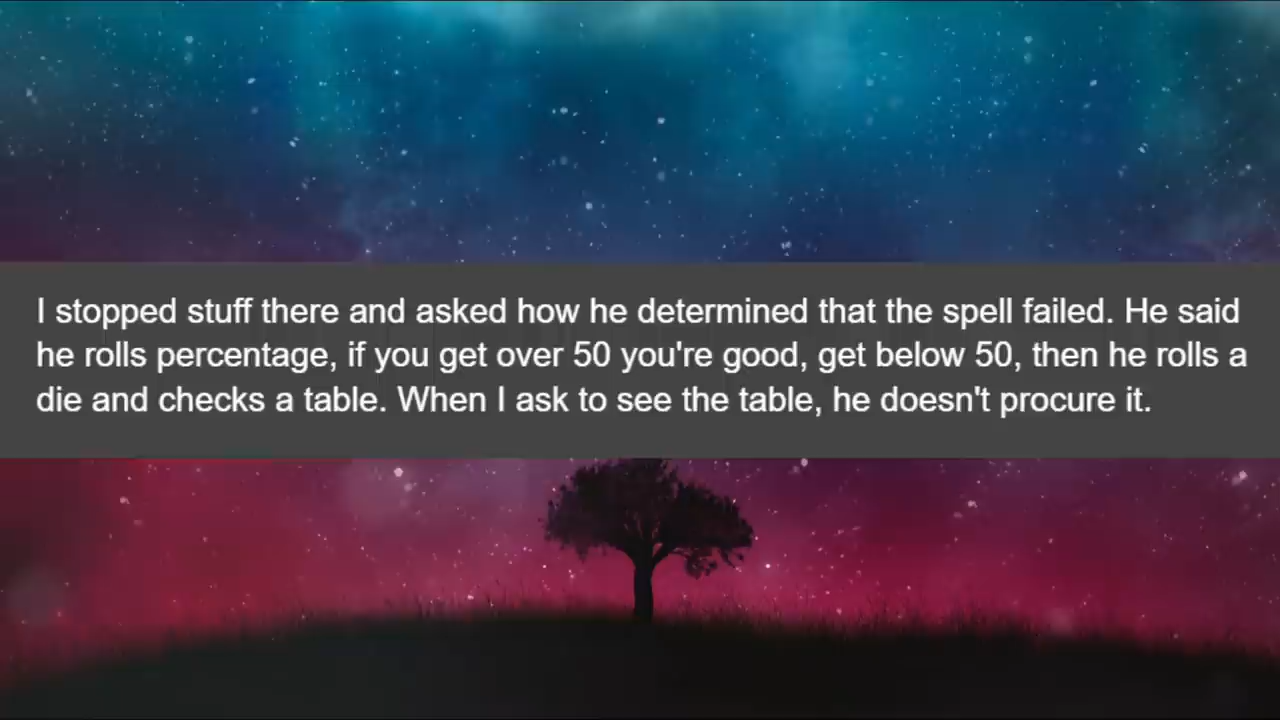 I stopped stuff there and asked how he determined that the spell failed. He said
he rolls percentage, if you get over 50 you're good, get below 50, then he rolls a
die and checks a table. When I ask to see the table, he doesn't procure it.